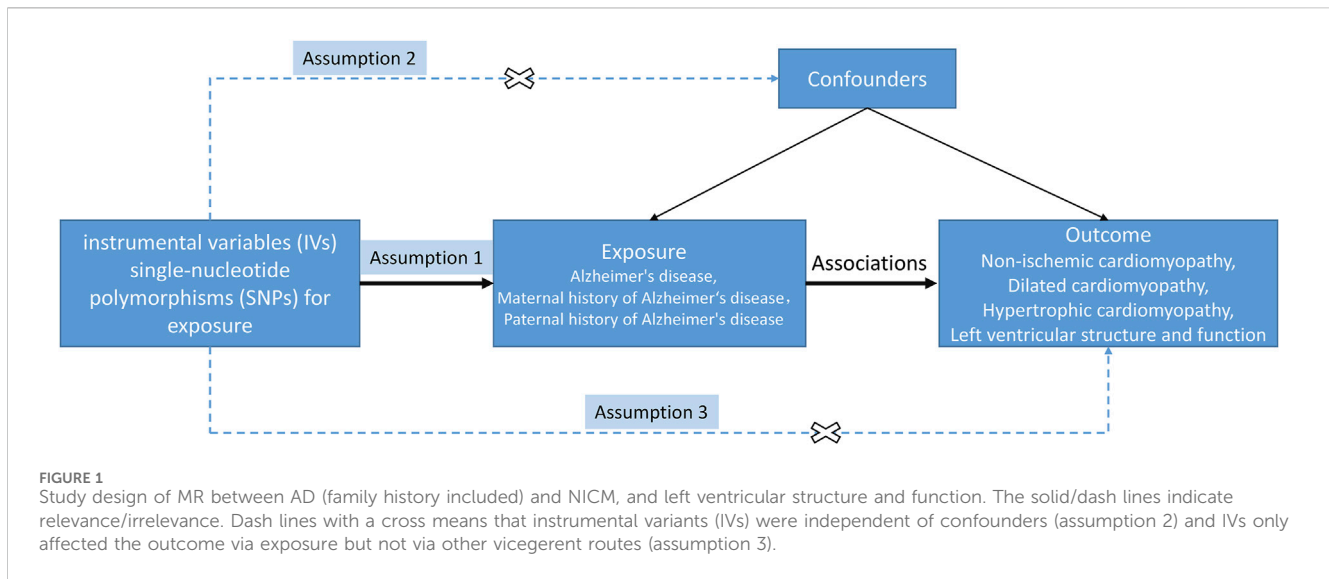 Assumption 2
Confounders
instrumental variables (IVs)
single-nucleotide
polymorphisms (SNPs) for
exposure
Assumption 1
Exposure
Alzheimer's disease,
Maternal history of Alzheimer‘s disease，
Paternal history of Alzheimer's disease
Associations
Outcome
Non-ischemic cardiomyopathy,
Dilated cardiomyopathy,
Hypertrophic cardiomyopathy,
Left ventricular structure and function
Assumption 3
FIGURE 1
Study design of MR between AD (family history included) and NICM, and left ventricular structure and function. The solid/dash lines indicate
relevance/irrelevance. Dash lines with a cross means that instrumental variants (IVs) were independent of confounders (assumption 2) and IVs only
affected the outcome via exposure but not via other vicegerent routes (assumption 3).